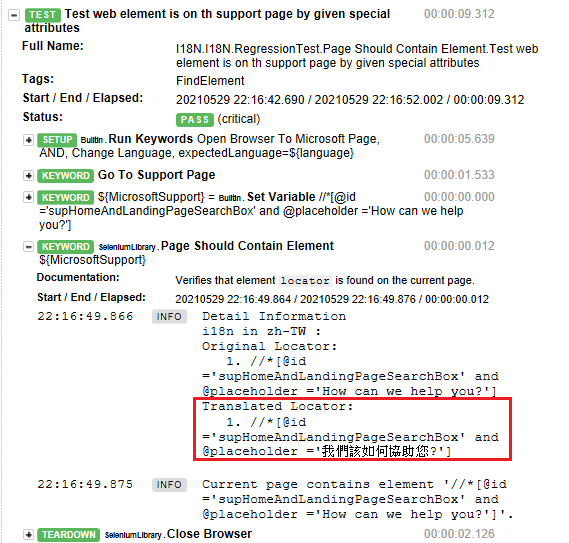 TEST Test web element is on th support page by given special 00:00:09.312
attributes
Full Name: I18N.I18N.RegressionTest.Page Should Contain Element.Test web
element is on th support page by given special attributes
Tags: FindElement
Start / End / Elapsed: 20210529 22:16:42.690 / 20210529 22:16:52.002 / 00:00:09.312
Status: PASS (critical)
SETUP BuiltIn . Run Keywords Open Browser To Microsoft Page, 00:00:05.639
AND, Change Language, expectedLanguage=${language}
KEYWORD Go To Support Page 00:00:01.533
KEYWORD ${MicrosoftSupport} = BuiltIn . Set Variable //*[@id 00:00:00.000
='supHomeAndLandingPageSearchBox' and @placeholder ='How can we help
you?']
KEYWORD SeleniumLibrary . Page Should Contain Element 00:00:00.012
${MicrosoftSupport}
Documentation: Verifies that element locator is found on the current page.
Start / End / Elapsed: 20210529 22:16:49.864 / 20210529 22:16:49.876 / 00:00:00.012
22:16:49.866 INFO Detail Information
i18n in zh-TW :
Original Locator:
1. //*[@id
='supHomeAndLandingPageSearchBox' and
@placeholder ='How can we help you?']
Translated Locator:
1. //*[@id
='supHomeAndLandingPageSearchBox' and
@placeholder ='我們該如何協助您?']
22:16:49.875 INFO Current page contains element '//*[@id
='supHomeAndLandingPageSearchBox' and
@placeholder ='How can we help you?']'.
TEARDOWN SeleniumLibrary . Close Browser 00:00:02.126